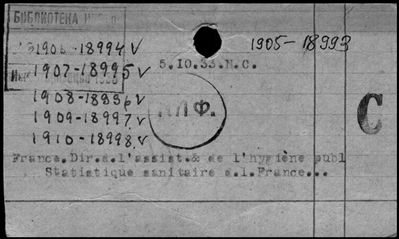 БИБЛИОТЕКА
1906-18994 V 1905-18993
1907-18995 V 5.10.33.H.C.
1908-18996 V
1909-18997 V
1910-18998 V
ИЛФ.
C
France.Dir.d.l'assist.& de l'hygiène publ
Statistique sanitaire d.l.France...